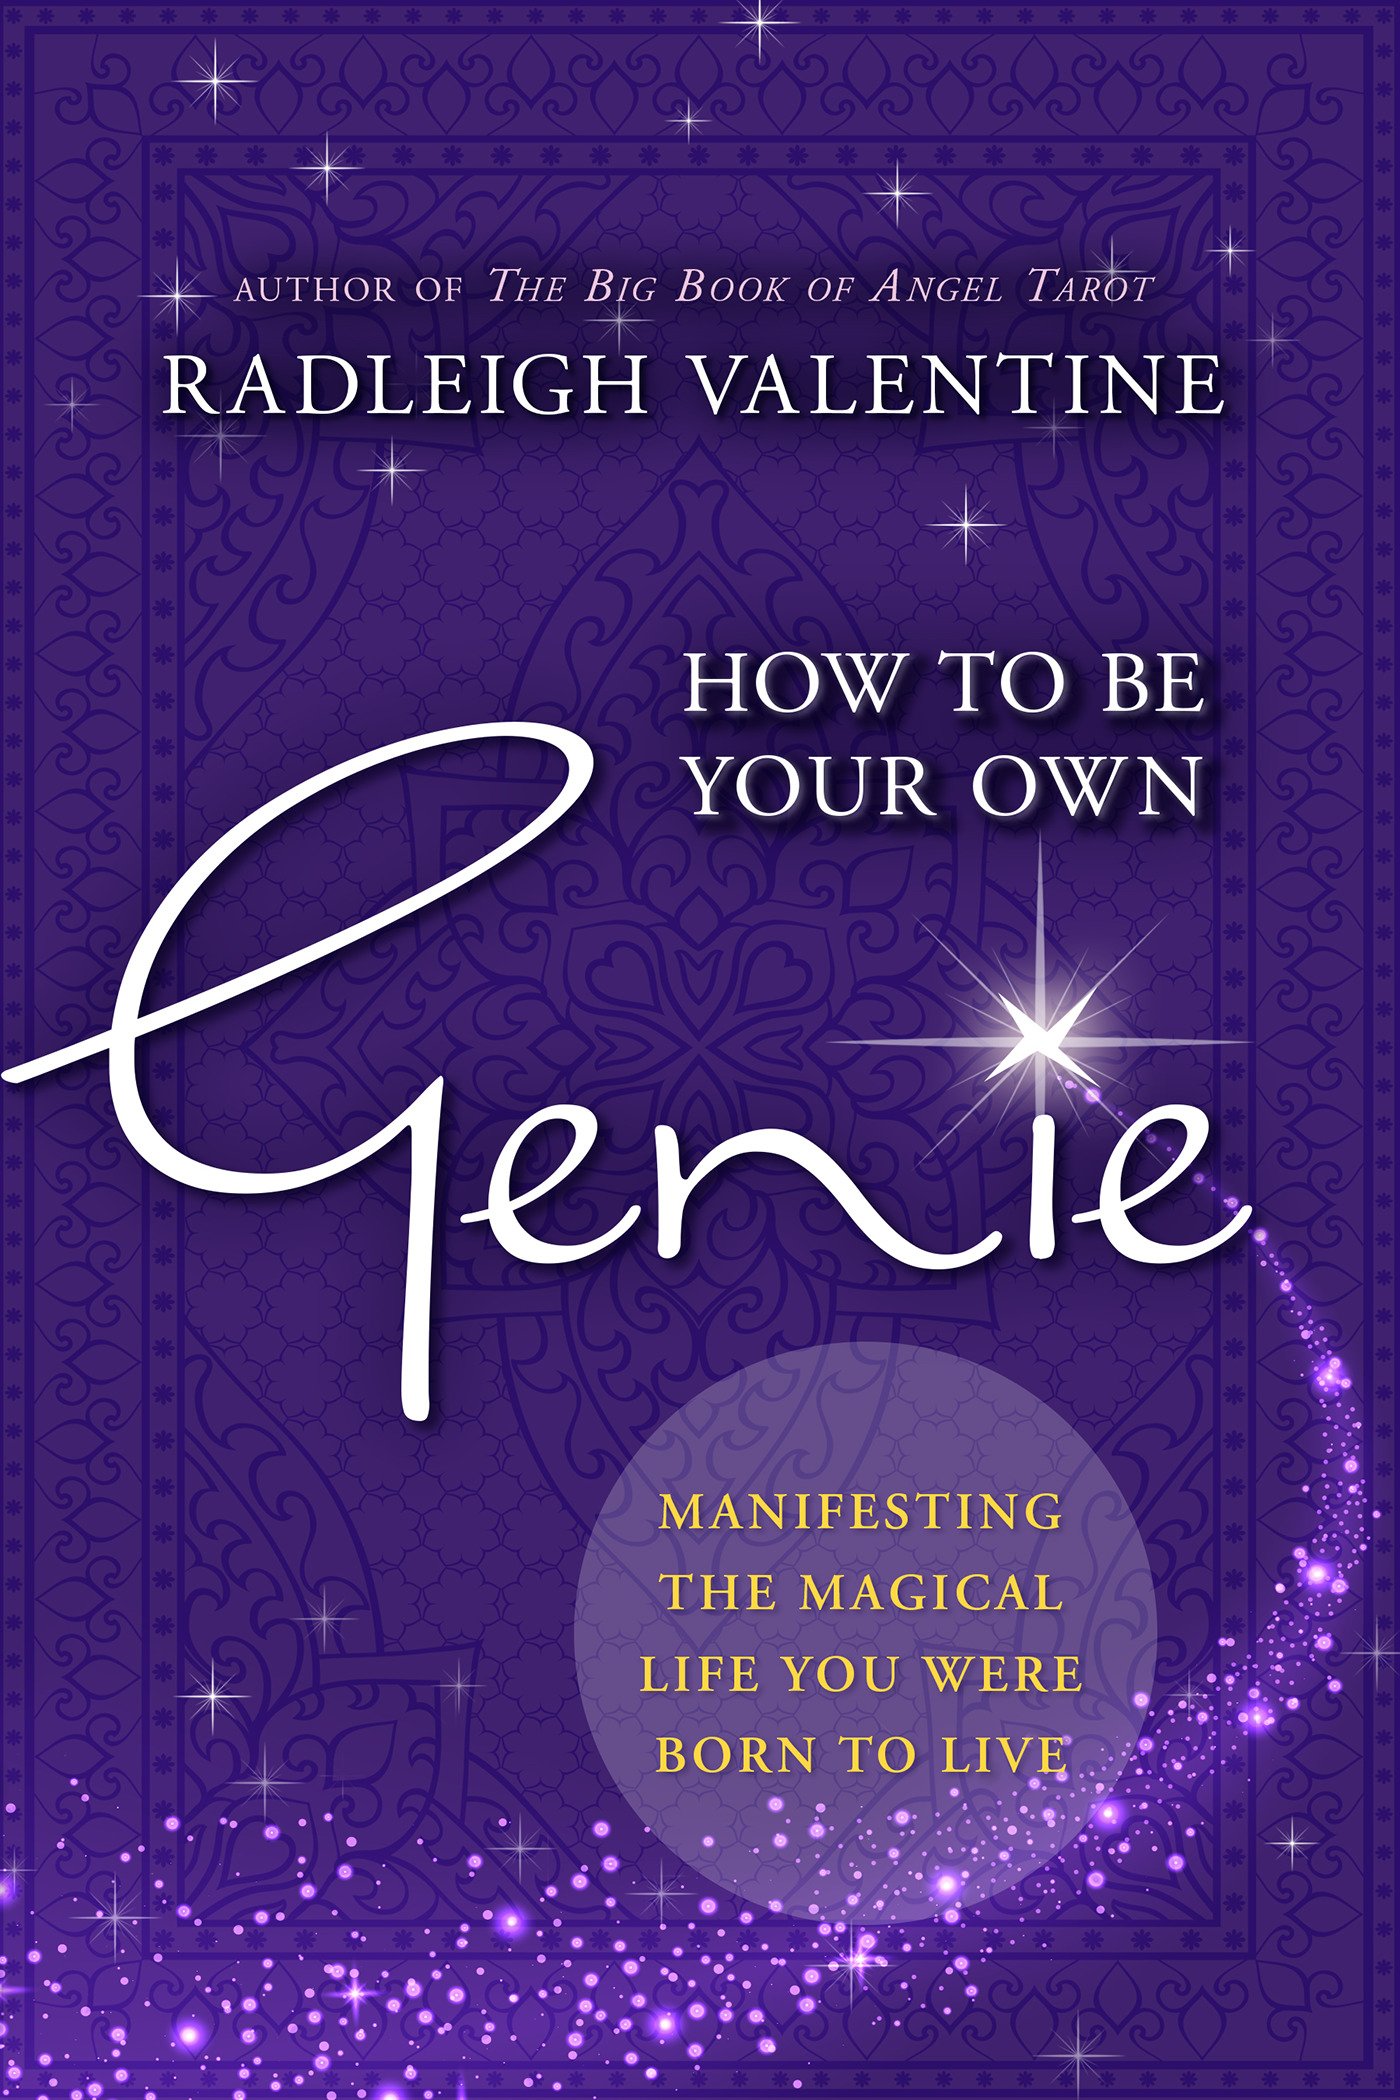 AUTHOR OF THE BIG BOOK OF ANGEL TAROT
RADLEIGH VALENTINE
HOW TO BE
YOUR OWN
Genie
MANIFESTING
THE MAGICAL
LIFE YOU WERE
BORN TO LIVE